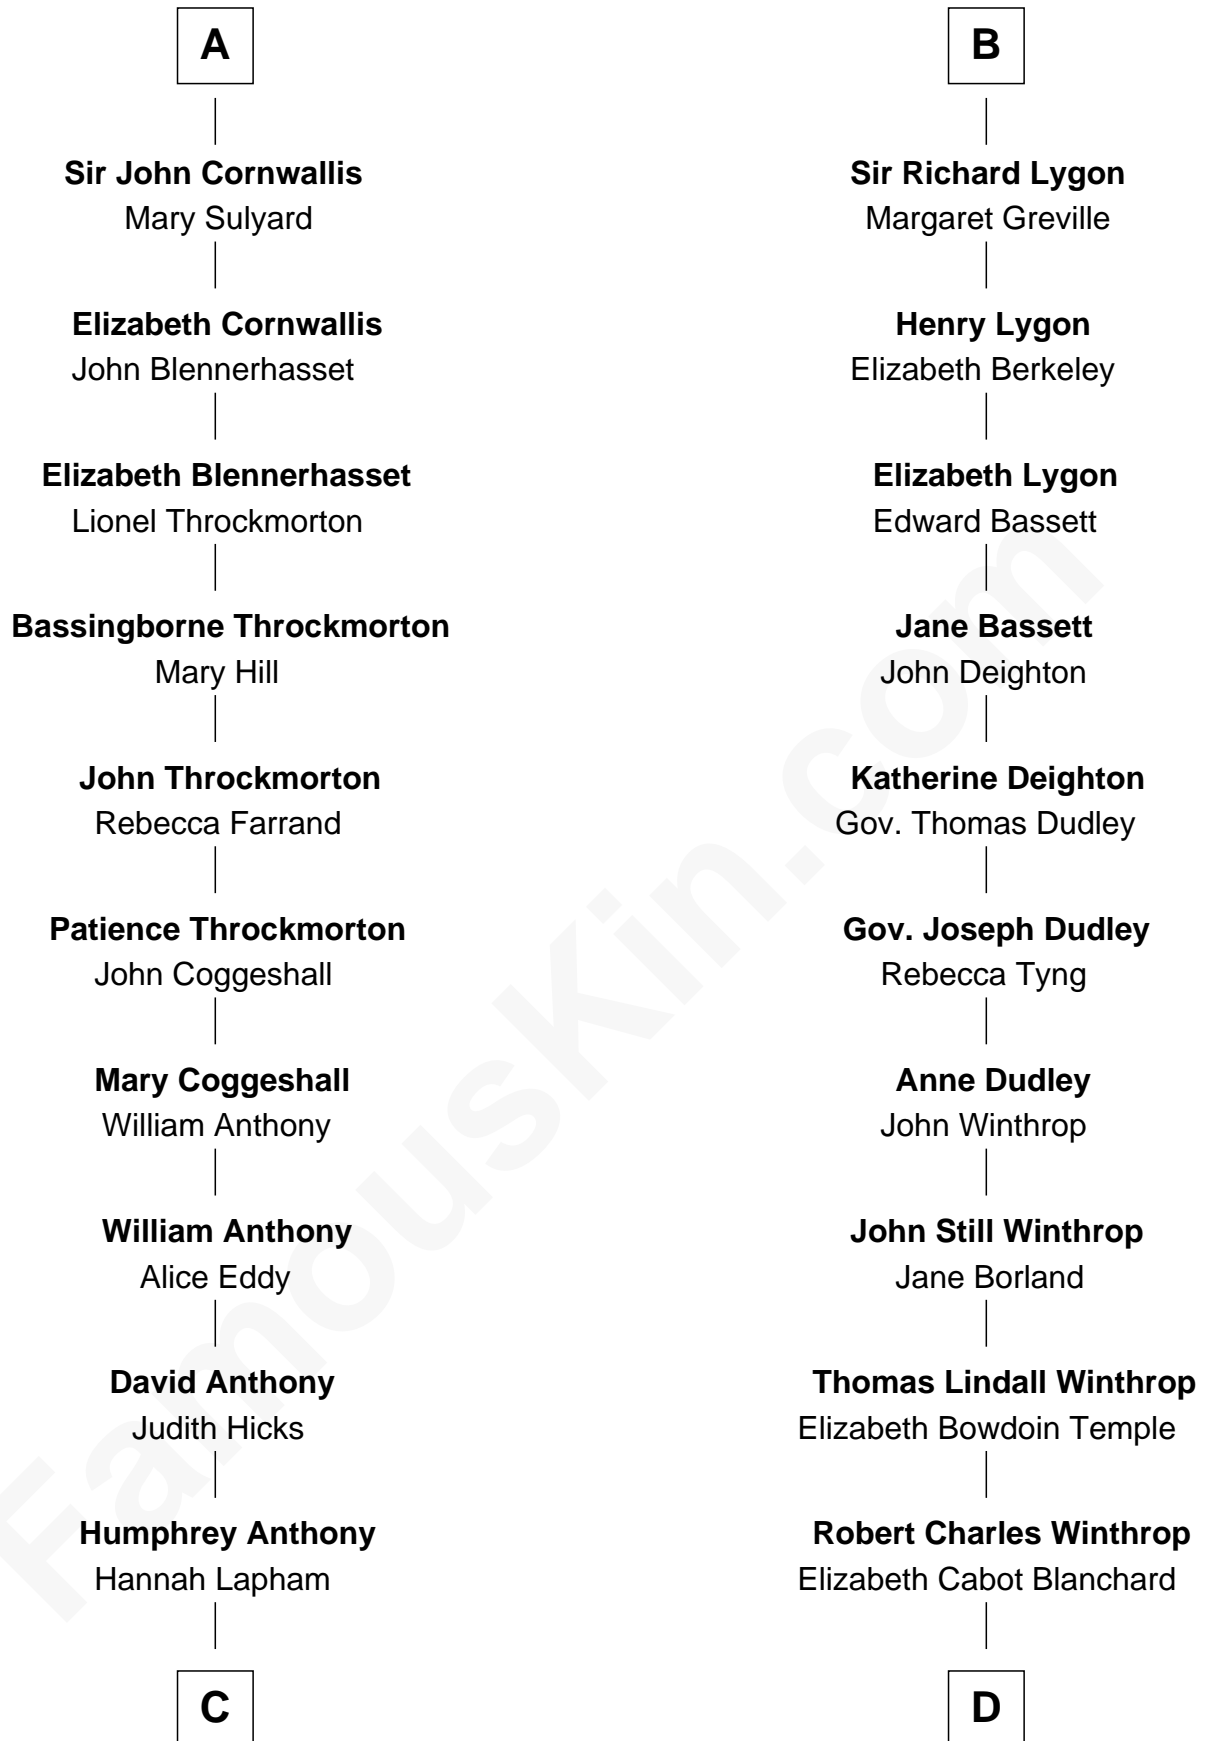 A
Sir John Cornwallis
Mary Sulyard
Elizabeth Cornwallis
John Blennerhasset
Elizabeth Blennerhasset
Lionel Throckmorton
Bassingborne Throckmorton
Mary Hill
John Throckmorton
Rebecca Farrand
Patience Throckmorton
John Coggeshall
Mary Coggeshall
William Anthony
William Anthony
Alice Eddy
David Anthony
Judith Hicks
Humphrey Anthony
Hannah Lapham
C
B
Sir Richard Lygon
Margaret Greville
Henry Lygon
Elizabeth Berkeley
Elizabeth Lygon
Edward Bassett
Jane Bassett
John Deighton
Katherine Deighton
Gov. Thomas Dudley
Gov. Joseph Dudley
Rebecca Tyng
Anne Dudley
John Winthrop
John Still Winthrop
Jane Borland
Thomas Lindall Winthrop
Elizabeth Bowdoin Temple
Robert Charles Winthrop
Elizabeth Cabot Blanchard
D
FamousKin.com